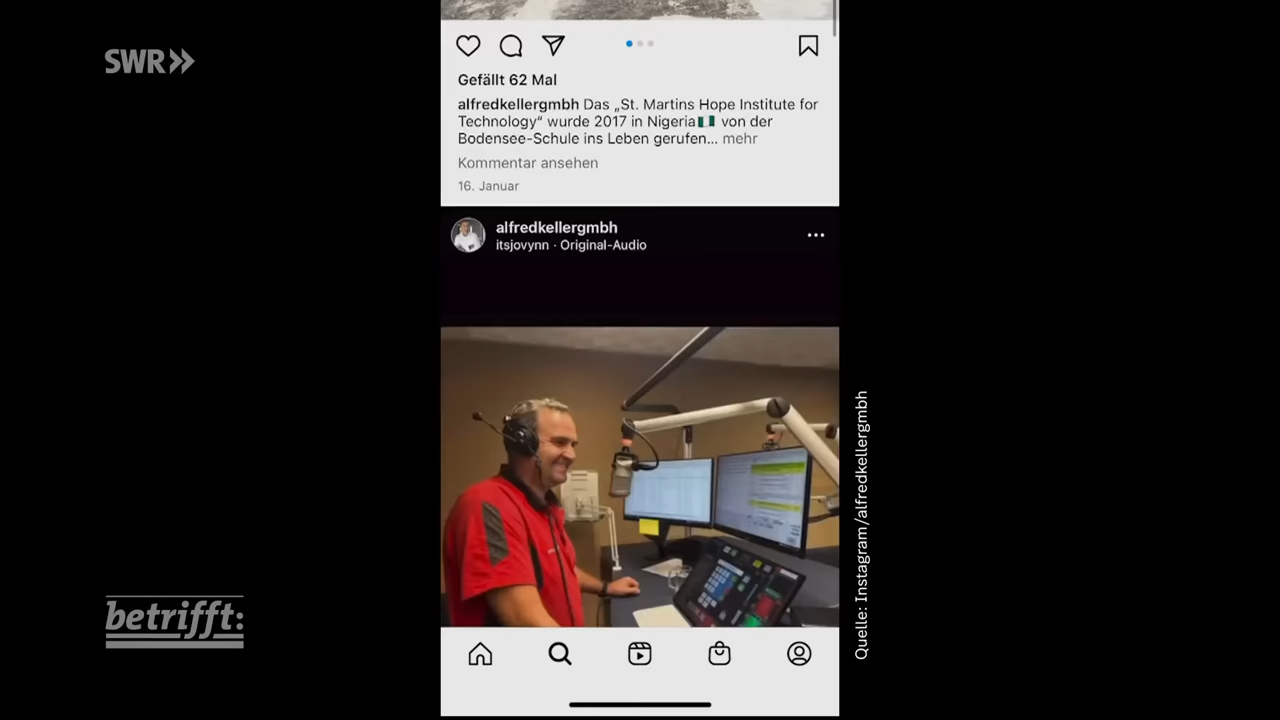 SWR
Gefällt 62 Mal
alfredkellergmbh Das „St. Martins Hope Institute for
Technology“ wurde 2017 in Nigeria🇳🇬 von der
Bodensee-Schule ins Leben gerufen... mehr
Kommentar ansehen
16. Januar
alfredkellergmbh
itsjovynn · Original-Audio
betrifft:
Quelle: Instagram/alfredkellergmbh